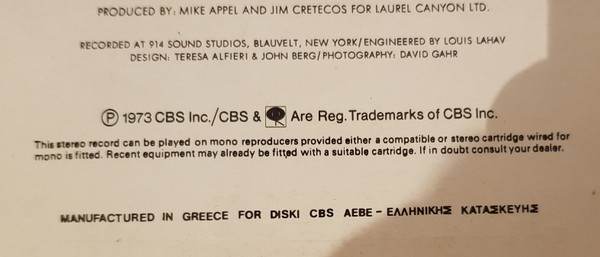 PRODUCED BY: MIKE APPEL AND JIM CRETECOS FOR LAUREL CANYON LTD.
RECORDED AT 914 SOUND STUDIOS, BLAUVELT, NEW YORK/ENGINEERED BY LOUIS LAHAV
DESIGN: TERESA ALFIERI & JOHN BERG/PHOTOGRAPHY: DAVID GAHR
Ⓟ 1973 CBS Inc./CBS & Are Reg. Trademarks of CBS Inc.
This stereo record can be played on mono reproducers provided either a compatible or stereo cartridge wired for
mono is fitted. Recent equipment may already be fitted with a suitable cartridge. If in doubt consult your dealer.
MANUFACTURED IN GREECE FOR DISKI CBS AEBE – ΕΛΛΗΝΙΚΗΣ ΚΑΤΑΣΚΕΥΗΣ